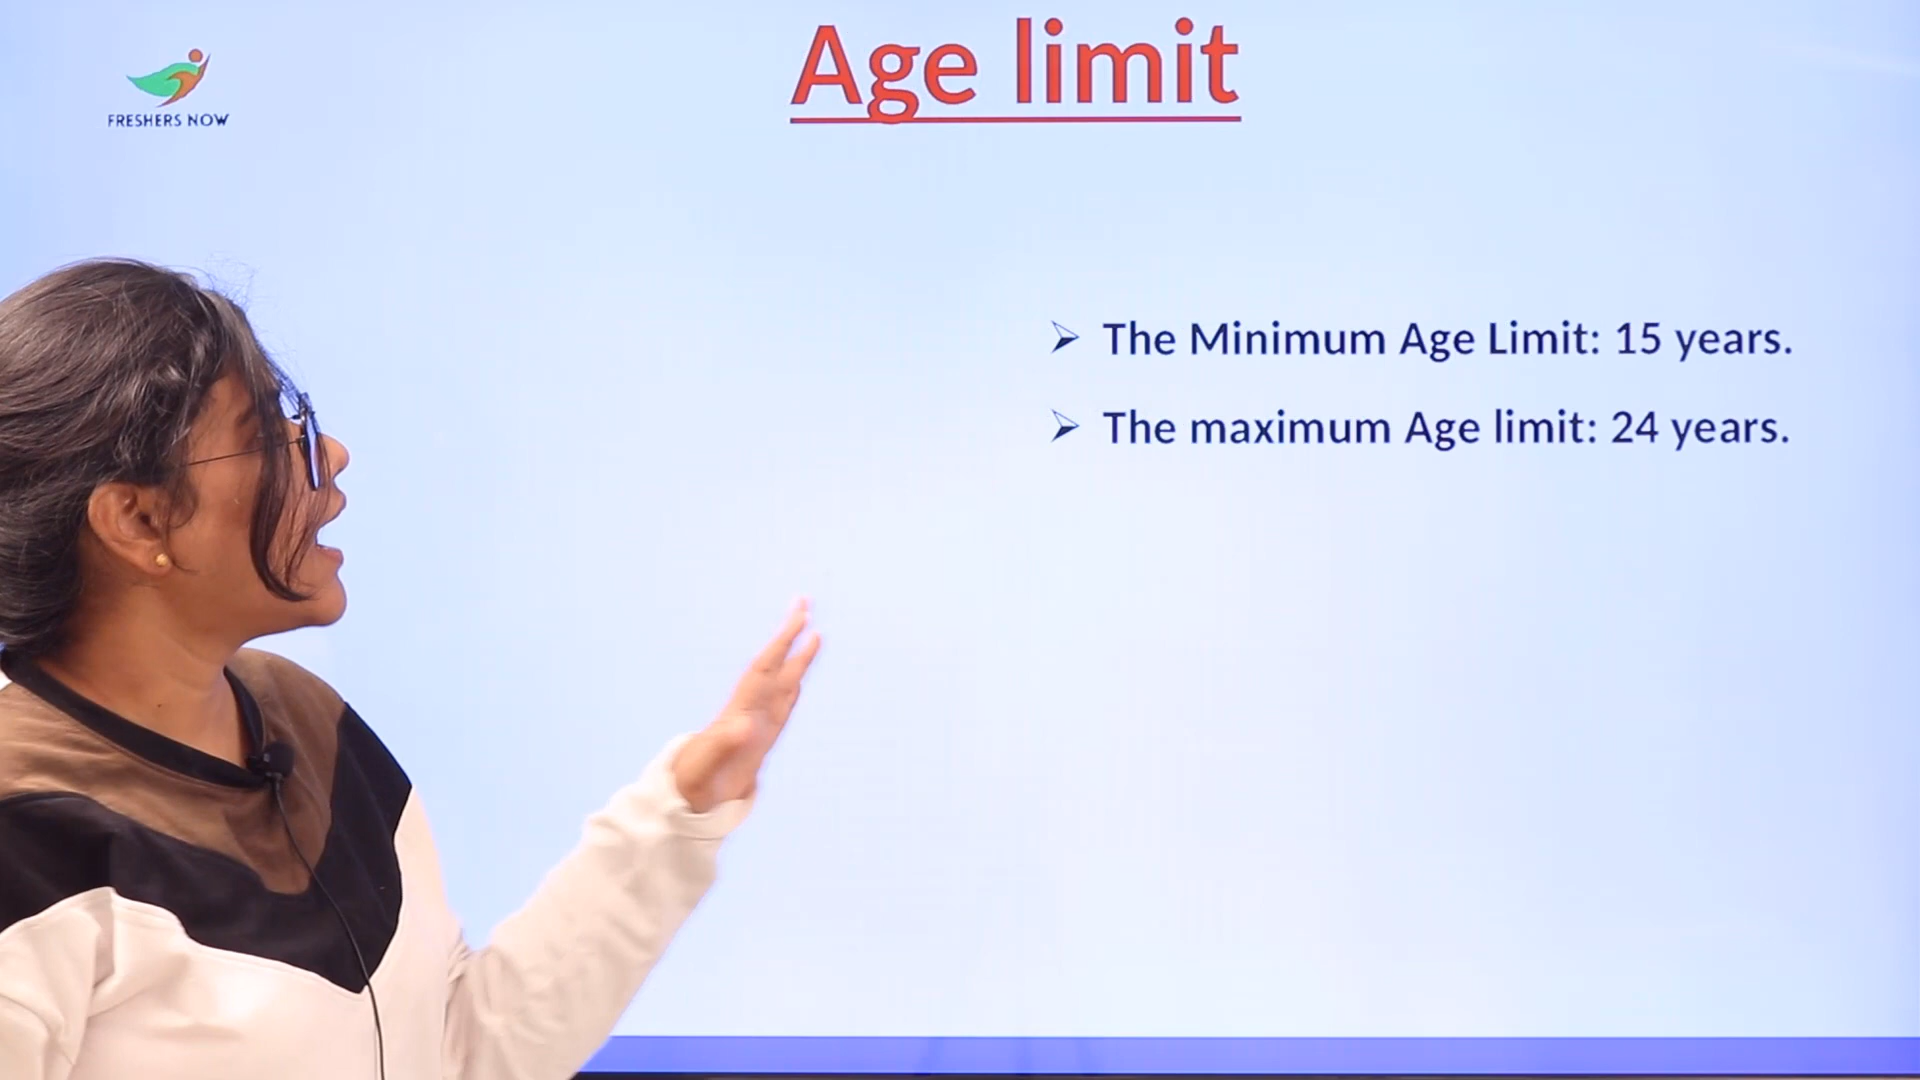 Age limit
FRESHERS NOW
The Minimum Age Limit: 15 years.
The maximum Age limit: 24 years.